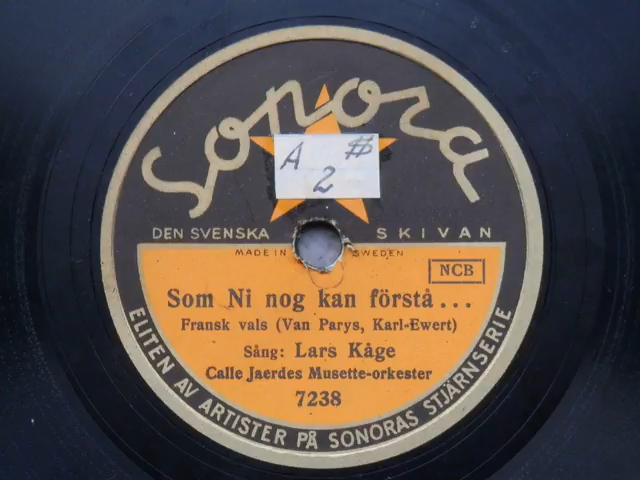 Sonora
A #
2
DEN SVENSKA SKIVAN
MADE IN SWEDEN
NCB
Som Ni nog kan förstå...
Fransk vals (Van Parys, Karl-Ewert)
Sång: Lars Kåge
Calle Jaerdes Musette-orkester
7238
ELITEN AV ARTISTER PÅ SONORAS STJÄRNSERIE